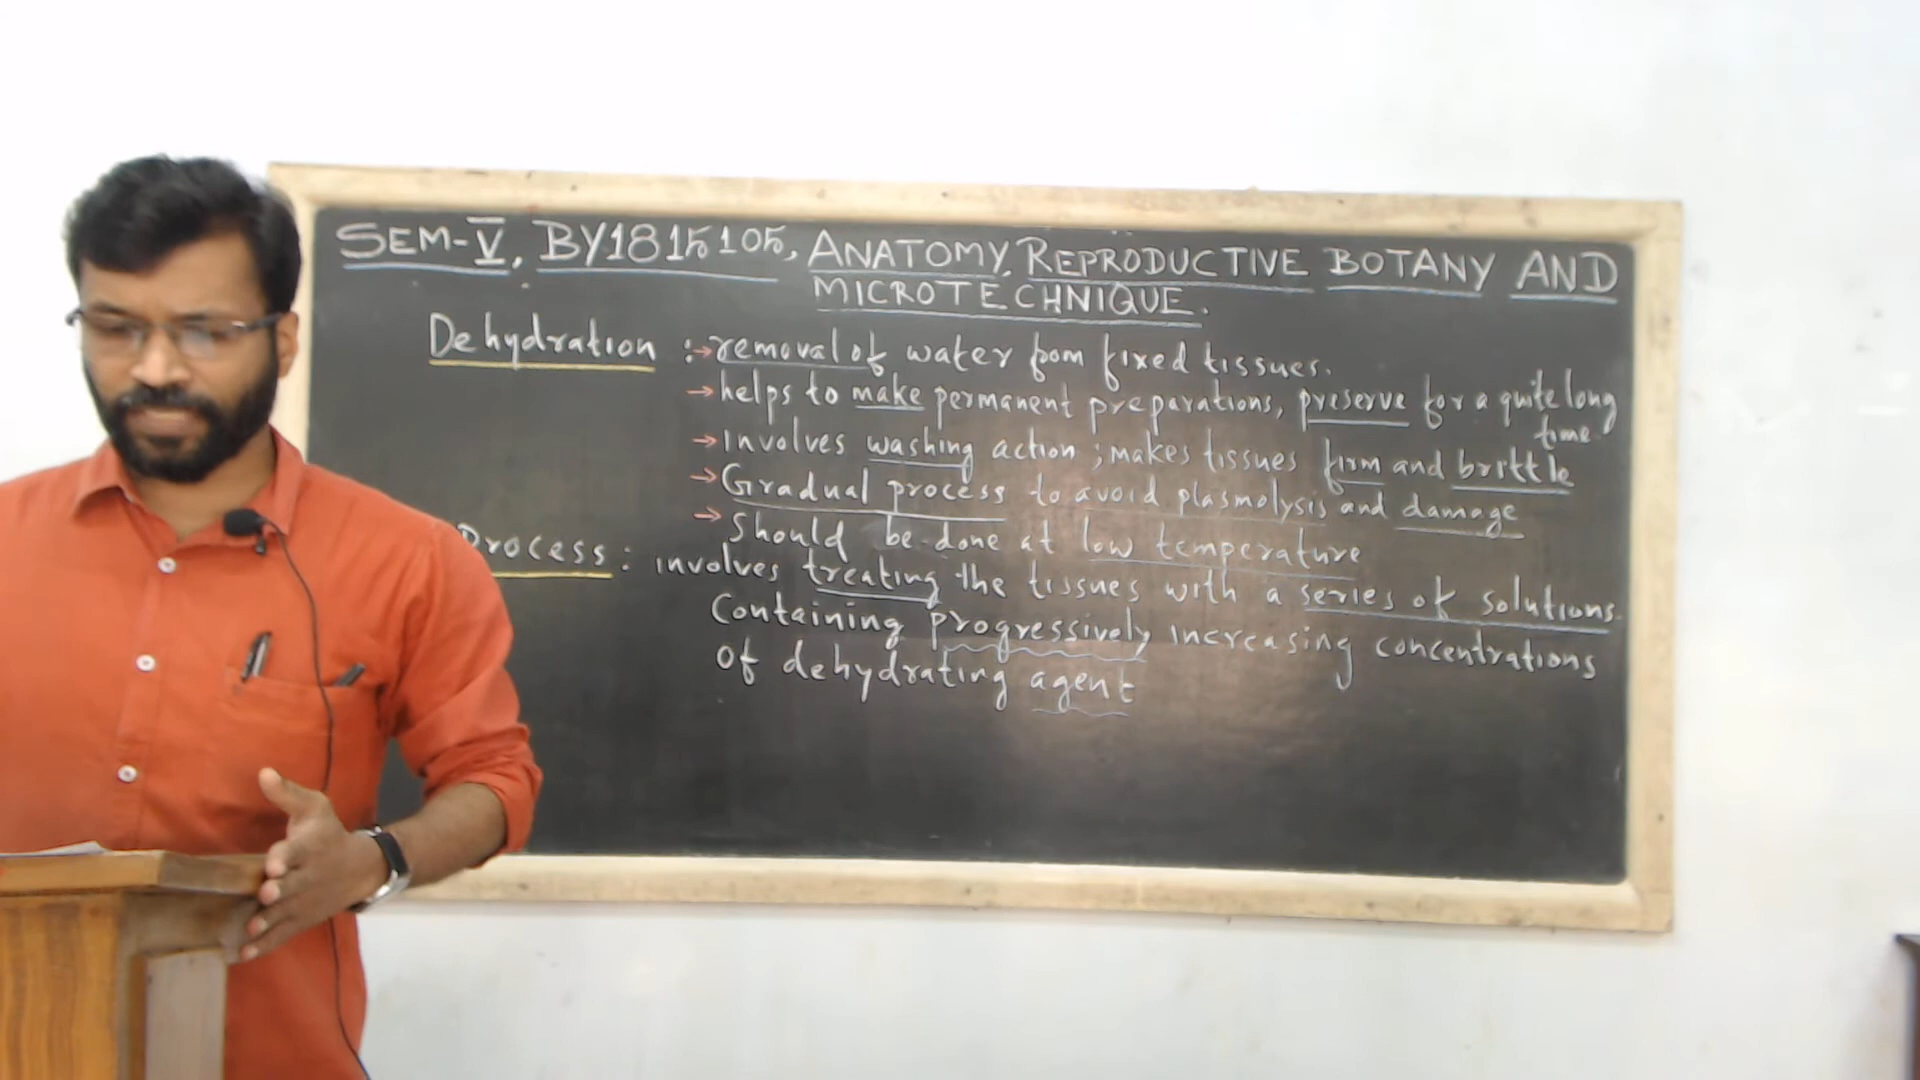 SEM-V, BY1815105, ANATOMY, REPRODUCTIVE BOTANY AND
MICROTECHNIQUE.
Dehydration :→ removal of water from fixed tissues.
→ helps to make permanent preparations, preserve for a quite long
time.
→ Involves washing action ; makes tissues firm and brittle
→ Gradual process to avoid plasmolysis and damage
→ Should be done at low temperature
Process : involves treating the tissues with a series of solutions.
Containing progressively increasing concentrations
of dehydrating agent